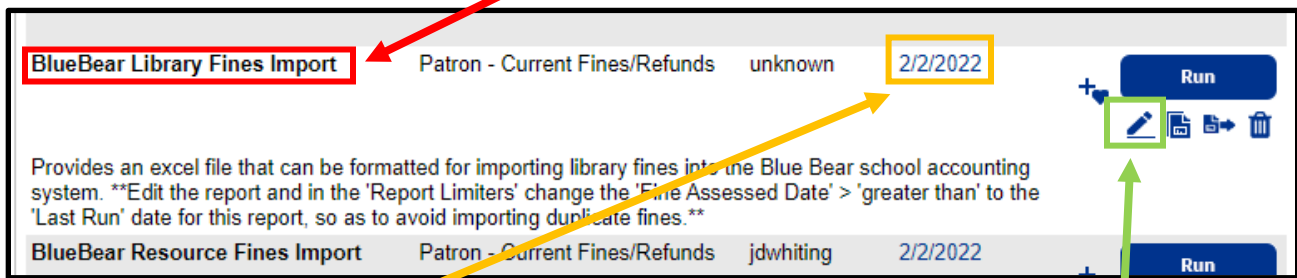 BlueBear Library Fines Import Patron - Current Fines/Refunds unknown 2/2/2022 Run
Provides an excel file that can be formatted for importing library fines into the Blue Bear school accounting
system. **Edit the report and in the 'Report Limiters' change the 'Fine Assessed Date' > 'greater than' to the
'Last Run' date for this report, so as to avoid importing duplicate fines.**
BlueBear Resource Fines Import Patron - Current Fines/Refunds jdwhiting 2/2/2022 Run